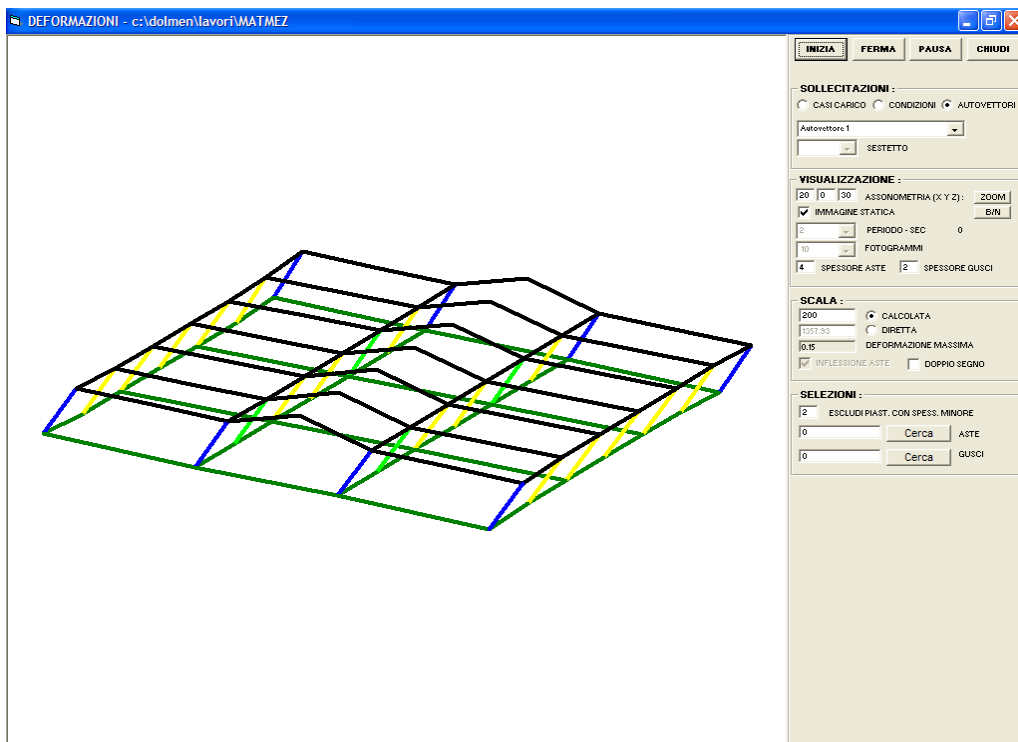 DEFORMAZIONI - c:\dolmen\lavori\MATMEZ
INIZIA FERMA PAUSA CHIUDI
SOLLECITAZIONI :
CASI CARICO CONDIZIONI AUTOVETTORI
Autovettore 1
SESTETTO
VISUALIZZAZIONE :
20 0 30 ASSONOMETRIA (X Y Z) : ZOOM
IMMAGINE STATICA B/N
2 PERIODO - SEC 0
10 FOTOGRAMMI
4 SPESSORE ASTE 2 SPESSORE GUSCI
SCALA :
200 CALCOLATA
1357.93 DIRETTA
0.15 DEFORMAZIONE MASSIMA
INFLESSIONE ASTE DOPPIO SEGNO
SELEZIONI :
2 ESCLUDI PIAST. CON SPESS. MINORE
0 Cerca ASTE
0 Cerca GUSCI